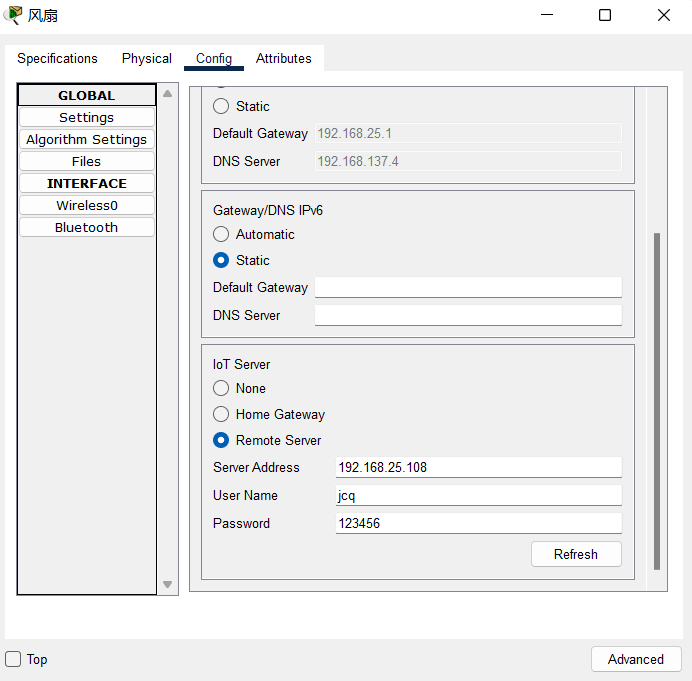 风扇
Specifications Physical Config Attributes
GLOBAL
Settings
Algorithm Settings
Files
INTERFACE
Wireless0
Bluetooth
Static
Default Gateway 192.168.25.1
DNS Server 192.168.137.4
Gateway/DNS IPv6
Automatic
Static
Default Gateway
DNS Server
IoT Server
None
Home Gateway
Remote Server
Server Address 192.168.25.108
User Name jcq
Password 123456
Refresh
Top
Advanced